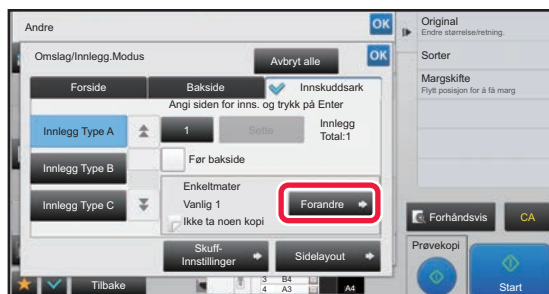 Andre
OK
Omslag/Innlegg.Modus
Avbryt alle
OK
Forside
Bakside
Innskuddsark
Angi siden for inns. og trykk på Enter
Innlegg Type A
1
Sette
Innlegg
Total:1
Innlegg Type B
Før bakside
Innlegg Type C
Enkeltmater
Vanlig 1
Ikke ta noen kopi
Forandre
Skuff-
Innstillinger
Sidelayout
Tilbake
3 B4
4 A3
A4
Original
Endre størrelse/retning.
Sorter
Margskifte
Flytt posisjon for å få marg
Forhåndsvis
CA
Prøvekopi
Start